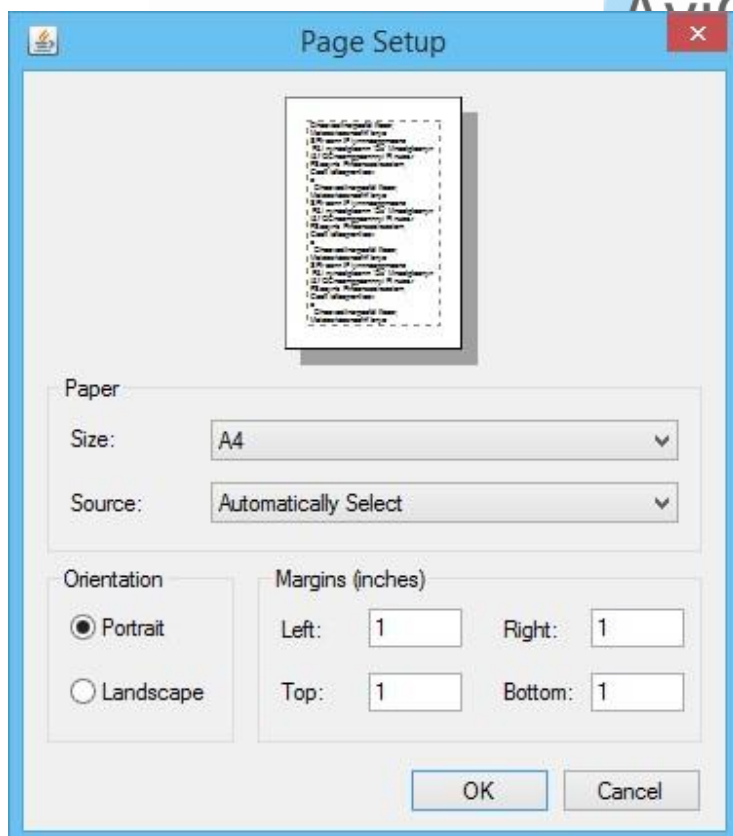 Page Setup
Paper
Size: A4
Source: Automatically Select
Orientation
Portrait
Landscape
Margins (inches)
Left: 1 Right: 1
Top: 1 Bottom: 1
OK Cancel